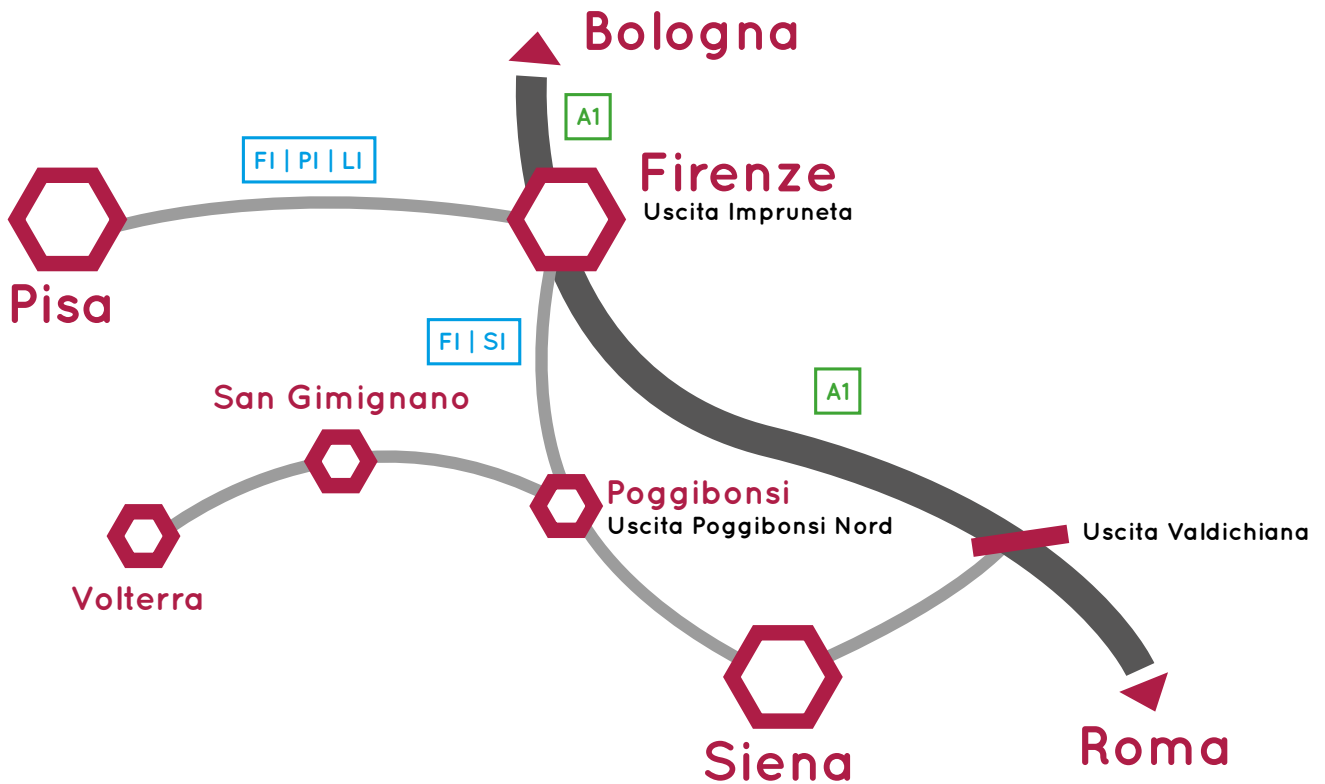 Bologna
A1
FI | PI | LI
Firenze
Uscita Impruneta
Pisa
FI | SI
A1
San Gimignano
Poggibonsi
Uscita Poggibonsi Nord
Uscita Valdichiana
Volterra
Siena
Roma